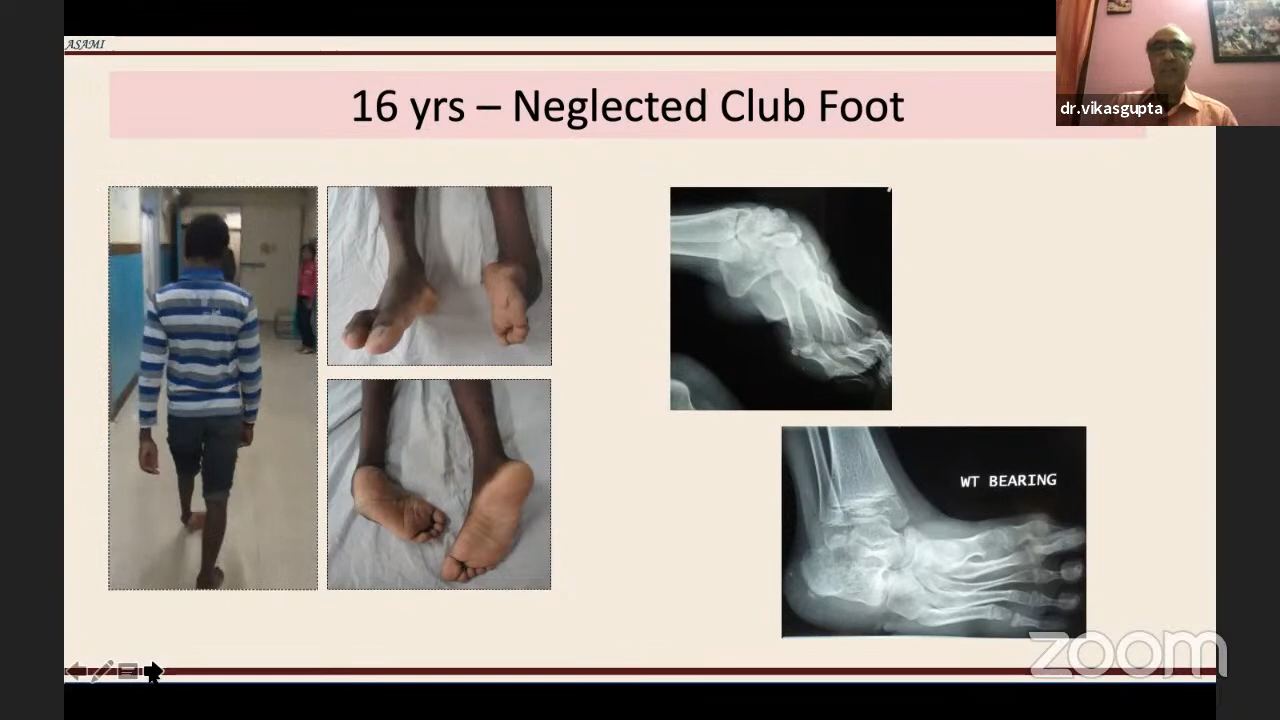 ASAMI
16 yrs – Neglected Club Foot
dr.vikasgupta
WT BEARING
zoom